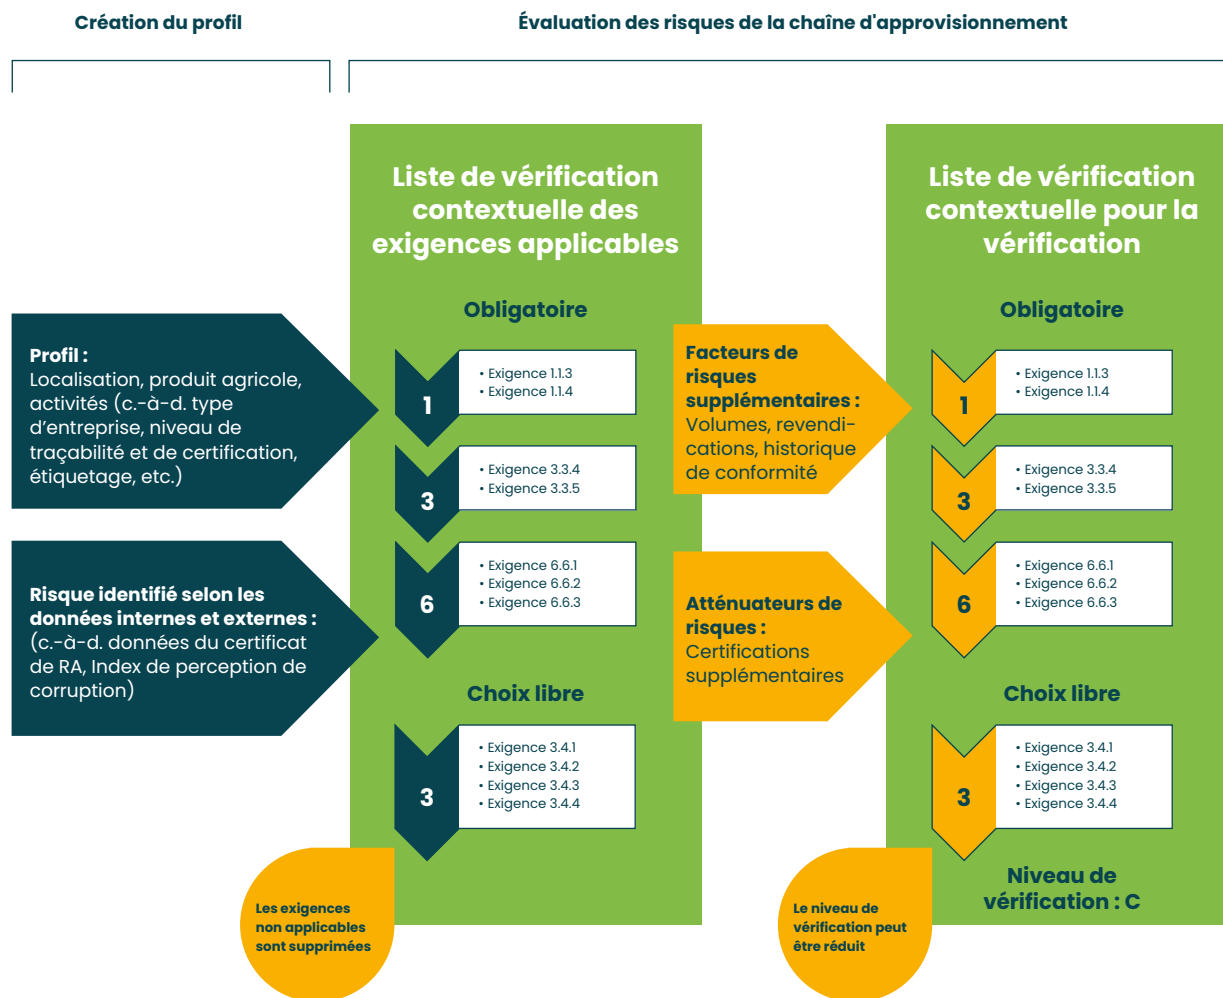 Création du profil
Évaluation des risques de la chaîne d'approvisionnement
Profil :
Localisation, produit agricole,
activités (c.-à-d. type
d’entreprise, niveau de
traçabilité et de certification,
étiquetage, etc.)
Risque identifié selon les
données internes et externes :
(c.-à-d. données du certificat
de RA, Index de perception de
corruption)
Liste de vérification
contextuelle des
exigences applicables
Obligatoire
1
• Exigence 1.1.3
• Exigence 1.1.4
3
• Exigence 3.3.4
• Exigence 3.3.5
6
• Exigence 6.6.1
• Exigence 6.6.2
• Exigence 6.6.3
Choix libre
3
• Exigence 3.4.1
• Exigence 3.4.2
• Exigence 3.4.3
• Exigence 3.4.4
Les exigences
non applicables
sont supprimées
Facteurs de
risques
supplémentaires :
Volumes, revendi-
cations, historique
de conformité
Atténuateurs de
risques :
Certifications
supplémentaires
Liste de vérification
contextuelle pour la
vérification
Obligatoire
1
• Exigence 1.1.3
• Exigence 1.1.4
3
• Exigence 3.3.4
• Exigence 3.3.5
6
• Exigence 6.6.1
• Exigence 6.6.2
• Exigence 6.6.3
Choix libre
3
• Exigence 3.4.1
• Exigence 3.4.2
• Exigence 3.4.3
• Exigence 3.4.4
Niveau de
vérification : C
Le niveau de
vérification peut
être réduit